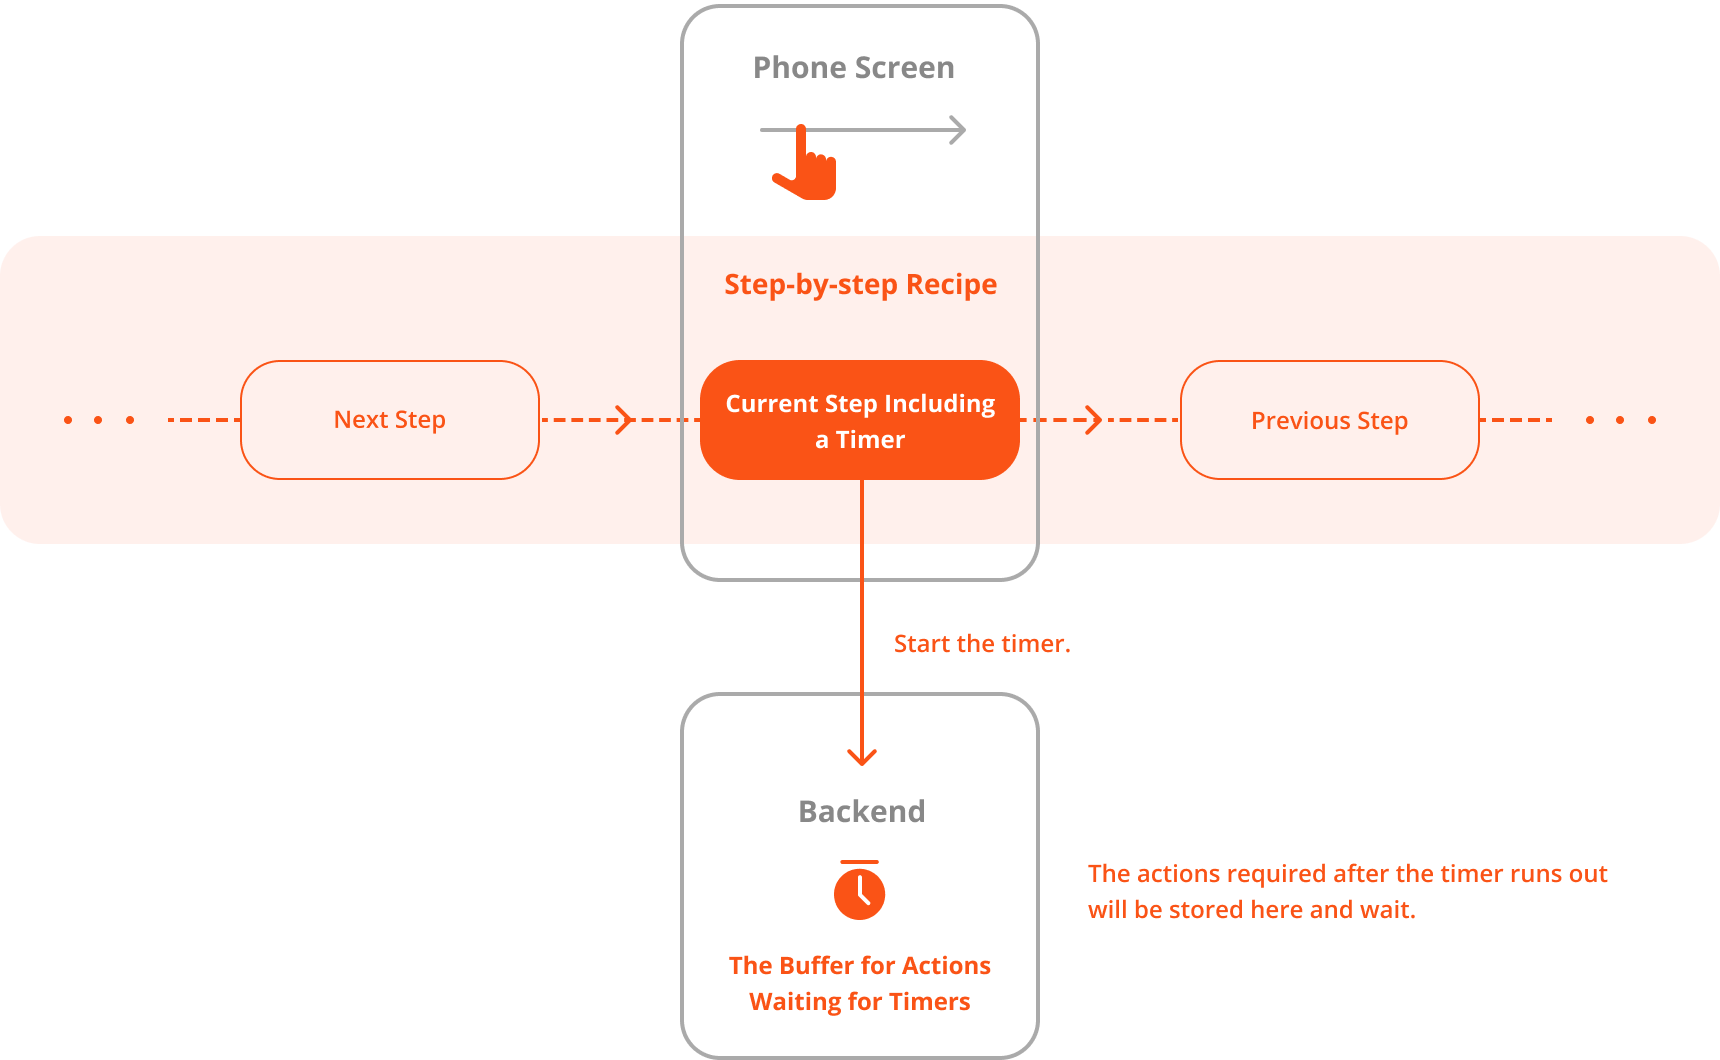 Phone Screen
Step-by-step Recipe
Next Step
Current Step Including
a Timer
Previous Step
Start the timer.
Backend
The actions required after the timer runs out
will be stored here and wait.
The Buffer for Actions
Waiting for Timers